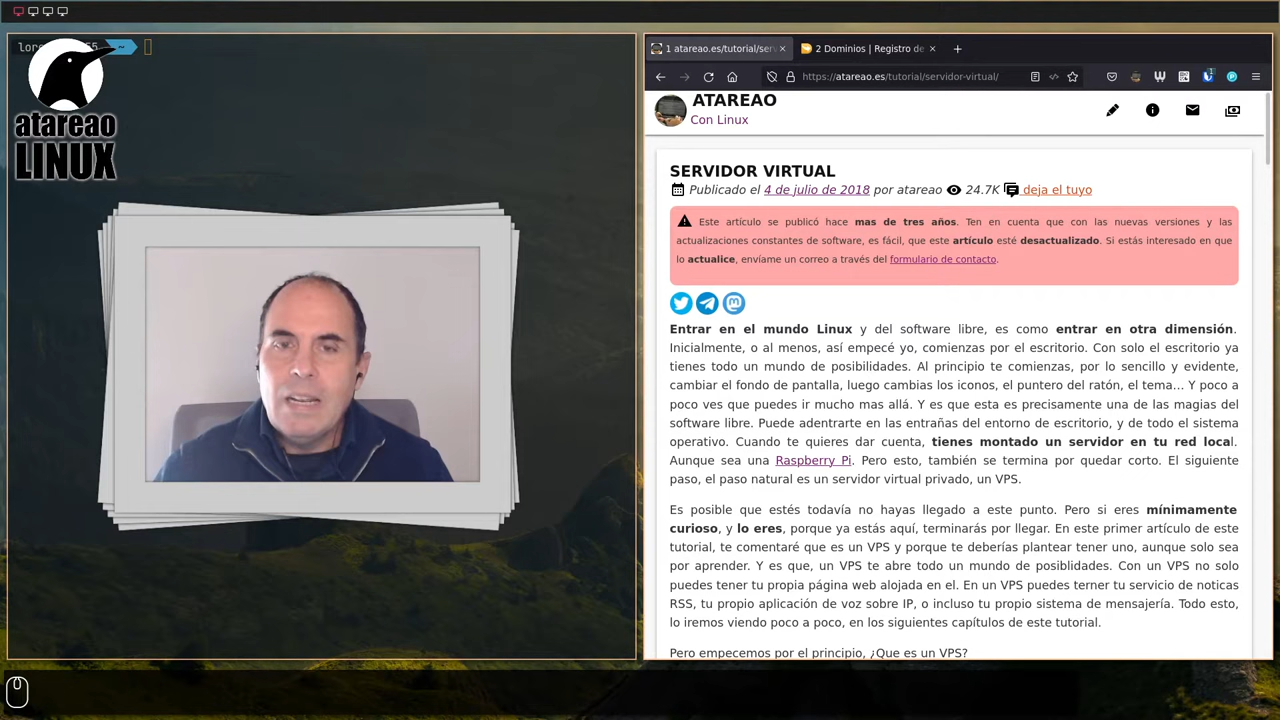 atareao
LINUX
~
1 atareao.es/tutorial/serv
2 Dominios | Registro de
https://atareao.es/tutorial/servidor-virtual/
ATAREAO
Con Linux
SERVIDOR VIRTUAL
Publicado el 4 de julio de 2018 por atareao 24.7K deja el tuyo
Este artículo se publicó hace mas de tres años. Ten en cuenta que con las nuevas versiones y las
actualizaciones constantes de software, es fácil, que este artículo esté desactualizado. Si estás interesado en que
lo actualice, envíame un correo a través del formulario de contacto.
Entrar en el mundo Linux y del software libre, es como entrar en otra dimensión.
Inicialmente, o al menos, así empecé yo, comienzas por el escritorio. Con solo el escritorio ya
tienes todo un mundo de posibilidades. Al principio te comienzas, por lo sencillo y evidente,
cambiar el fondo de pantalla, luego cambias los iconos, el puntero del ratón, el tema... Y poco a
poco ves que puedes ir mucho mas allá. Y es que esta es precisamente una de las magias del
software libre. Puede adentrarte en las entrañas del entorno de escritorio, y de todo el sistema
operativo. Cuando te quieres dar cuenta, tienes montado un servidor en tu red local.
Aunque sea una Raspberry Pi. Pero esto, también se termina por quedar corto. El siguiente
paso, el paso natural es un servidor virtual privado, un VPS.
Es posible que estés todavía no hayas llegado a este punto. Pero si eres mínimamente
curioso, y lo eres, porque ya estás aquí, terminarás por llegar. En este primer artículo de este
tutorial, te comentaré que es un VPS y porque te deberías plantear tener uno, aunque solo sea
por aprender. Y es que, un VPS te abre todo un mundo de posiblidades. Con un VPS no solo
puedes tener tu propia página web alojada en el. En un VPS puedes terner tu servicio de noticas
RSS, tu propio aplicación de voz sobre IP, o incluso tu propio sistema de mensajería. Todo esto,
lo iremos viendo poco a poco, en los siguientes capítulos de este tutorial.
Pero empecemos por el principio, ¿Que es un VPS?